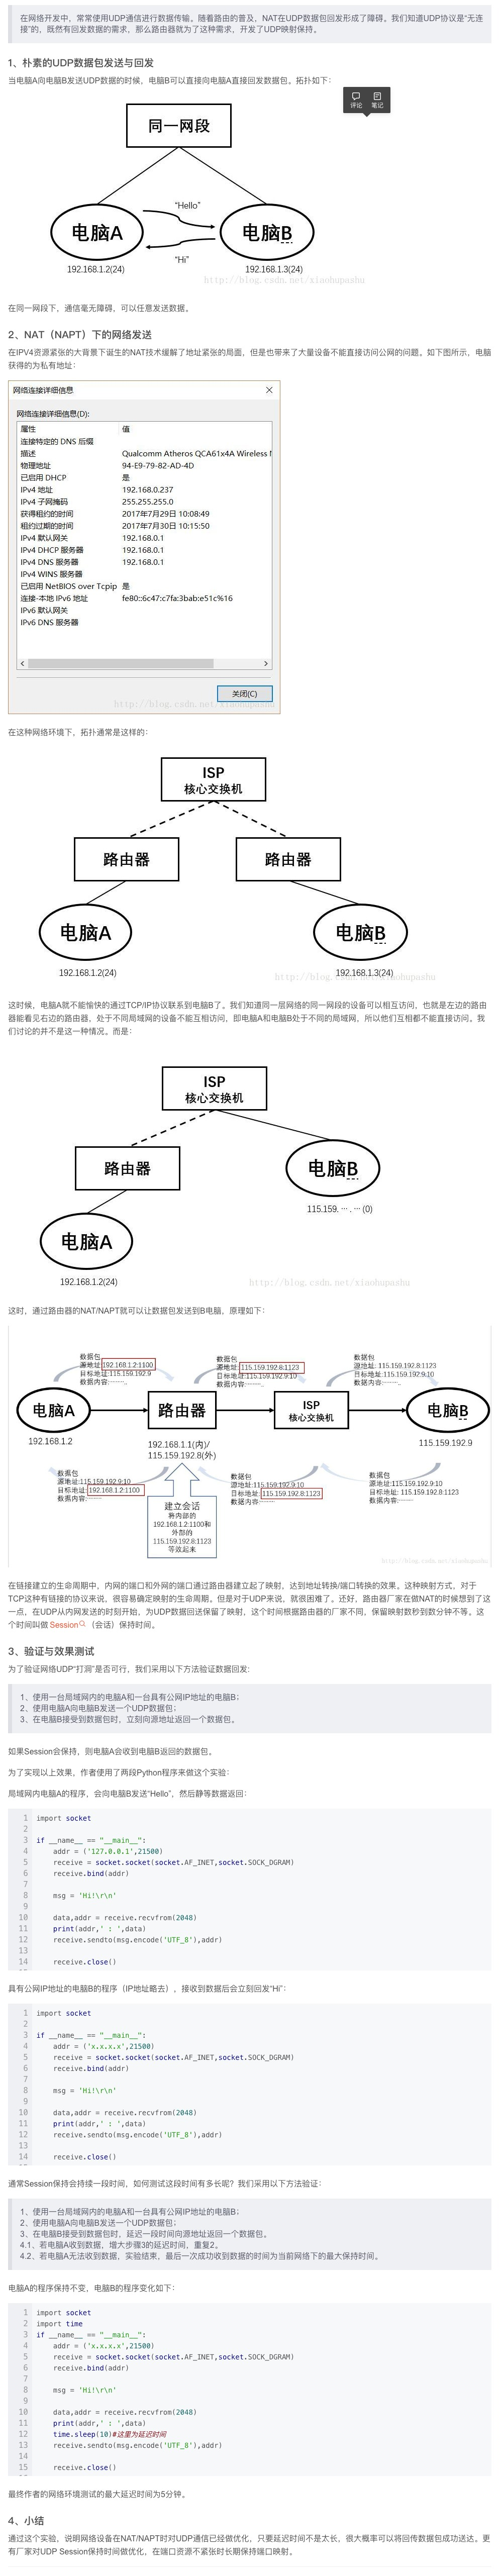 在网络开发中，常常使用UDP通信进行数据传输。随着路由的普及，NAT在UDP数据包回发形成了障碍。我们知道UDP协议是“无连
接”的，既然有回发数据的需求，那么路由器就为了这种需求，开发了UDP映射保持。
1、朴素的UDP数据包发送与回发
当电脑A向电脑B发送UDP数据的时候，电脑B可以直接向电脑A直接回发数据包。拓扑如下：
评论
笔记
同一网段
电脑A
“Hello”
“Hi”
电脑B
192.168.1.2(24)
192.168.1.3(24)
http://blog.csdn.net/xiaohupashu
在同一网段下，通信毫无障碍，可以任意发送数据。
2、NAT（NAPT）下的网络发送
在IPV4资源紧张的大背景下诞生的NAT技术缓解了地址紧张的局面，但是也带来了大量设备不能直接访问公网的问题。如下图所示，电脑
获得的为私有地址：
网络连接详细信息
网络连接详细信息(D):
属性 值
连接特定的 DNS 后缀
描述 Qualcomm Atheros QCA61x4A Wireless N
物理地址 94-E9-79-82-AD-4D
已启用 DHCP 是
IPv4 地址 192.168.0.237
IPv4 子网掩码 255.255.255.0
获得租约的时间 2017年7月29日 10:08:49
租约过期的时间 2017年7月30日 10:15:50
IPv4 默认网关 192.168.0.1
IPv4 DHCP 服务器 192.168.0.1
IPv4 DNS 服务器 192.168.0.1
IPv4 WINS 服务器
已启用 NetBIOS over Tcpip 是
连接-本地 IPv6 地址 fe80::6c47:c7fa:3bab:e51c%16
IPv6 默认网关
IPv6 DNS 服务器
关闭(C)
http://blog.csdn.net/xiaohupashu
在这种网络环境下，拓扑通常是这样的：
ISP
核心交换机
路由器
路由器
电脑A
电脑B
192.168.1.2(24)
192.168.1.3(24)
http://blog.csdn.net/xiaohupashu
这时候，电脑A就不能愉快的通过TCP/IP协议联系到电脑B了。我们知道同一层网络的同一网段的设备可以相互访问，也就是左边的路由
器能看见右边的路由器，处于不同局域网的设备不能互相访问，即电脑A和电脑B处于不同的局域网，所以他们互相都不能直接访问。我
们讨论的并不是这一种情况。而是：
ISP
核心交换机
路由器
电脑B
115.159. ··· . ··· (0)
电脑A
192.168.1.2(24)
http://blog.csdn.net/xiaohupashu
这时，通过路由器的NAT/NAPT就可以让数据包发送到B电脑，原理如下：
数据包
源地址:192.168.1.2:1100
目标地址:115.159.192.9
数据内容:········..
数据包
源地址:115.159.192.8:1123
目标地址:115.159.192.9:10
数据内容:········..
数据包
源地址: 115.159.192.8:1123
目标地址:115.159.192.9:10
数据内容:········..
电脑A
路由器
ISP
核心交换机
电脑B
192.168.1.2
192.168.1.1(内)/
115.159.192.8(外)
115.159.192.9
数据包
源地址:115.159.192.9:10
目标地址:192.168.1.2:1100
数据内容:········
数据包
源地址:115.159.192.9:10
目标地址:115.159.192.8:1123
数据内容:········
数据包
源地址:115.159.192.9:10
目标地址: 115.159.192.8:1123
数据内容:········
建立会话
将内部的
192.168.1.2:1100和
外部的
115.159.192.8:1123
等效起来
http://blog.csdn.net/xiaohupashu
在链接建立的生命周期中，内网的端口和外网的端口通过路由器建立起了映射，达到地址转换/端口转换的效果。这种映射方式，对于
TCP这种有链接的协议来说，很容易确定映射的生命周期。但是对于UDP来说，就很困难了。还好，路由器厂家在做NAT的时候想到了这
一点，在UDP从内网发送的时刻开始，为UDP数据回送保留了映射，这个时间根据路由器的厂家不同，保留映射数秒到数分钟不等。这
个时间叫做 Session （会话）保持时间。
3、验证与效果测试
为了验证网络UDP“打洞”是否可行，我们采用以下方法验证数据回发:
1、使用一台局域网内的电脑A和一台具有公网IP地址的电脑B；
2、使用电脑A向电脑B发送一个UDP数据包；
3、在电脑B接受到数据包时，立刻向源地址返回一个数据包。
如果Session会保持，则电脑A会收到电脑B返回的数据包。
为了实现以上效果，作者使用了两段Python程序来做这个实验：
局域网内电脑A的程序，会向电脑B发送“Hello”，然后静等数据返回：
1 import socket
2
3 if __name__ == "__main__":
4 addr = ('127.0.0.1',21500)
5 receive = socket.socket(socket.AF_INET,socket.SOCK_DGRAM)
6 receive.bind(addr)
7
8 msg = 'Hi!\r\n'
9
10 data,addr = receive.recvfrom(2048)
11 print(addr,' : ',data)
12 receive.sendto(msg.encode('UTF_8'),addr)
13
14 receive.close()
具有公网IP地址的电脑B的程序（IP地址略去），接收到数据后会立刻回发“Hi”：
1 import socket
2
3 if __name__ == "__main__":
4 addr = ('x.x.x.x',21500)
5 receive = socket.socket(socket.AF_INET,socket.SOCK_DGRAM)
6 receive.bind(addr)
7
8 msg = 'Hi!\r\n'
9
10 data,addr = receive.recvfrom(2048)
11 print(addr,' : ',data)
12 receive.sendto(msg.encode('UTF_8'),addr)
13
14 receive.close()
通常Session保持会持续一段时间，如何测试这段时间有多长呢？我们采用以下方法验证：
1、使用一台局域网内的电脑A和一台具有公网IP地址的电脑B；
2、使用电脑A向电脑B发送一个UDP数据包；
3、在电脑B接受到数据包时，延迟一段时间向源地址返回一个数据包。
4.1、若电脑A收到数据，增大步骤3的延迟时间，重复2。
4.2、若电脑A无法收到数据，实验结束，最后一次成功收到数据的时间为当前网络下的最大保持时间。
电脑A的程序保持不变，电脑B的程序变化如下：
1 import socket
2 import time
3 if __name__ == "__main__":
4 addr = ('x.x.x.x',21500)
5 receive = socket.socket(socket.AF_INET,socket.SOCK_DGRAM)
6 receive.bind(addr)
7
8 msg = 'Hi!\r\n'
9
10 data,addr = receive.recvfrom(2048)
11 print(addr,' : ',data)
12 time.sleep(10)#这里为延迟时间
13 receive.sendto(msg.encode('UTF_8'),addr)
14
15 receive.close()
最终作者的网络环境测试的最大延迟时间为5分钟。
4、小结
通过这个实验，说明网络设备在NAT/NAPT时对UDP通信已经做优化，只要延迟时间不是太长，很大概率可以将回传数据包成功送达。更
有厂家对UDP Session保持时间做优化，在端口资源不紧张时长期保持端口映射。